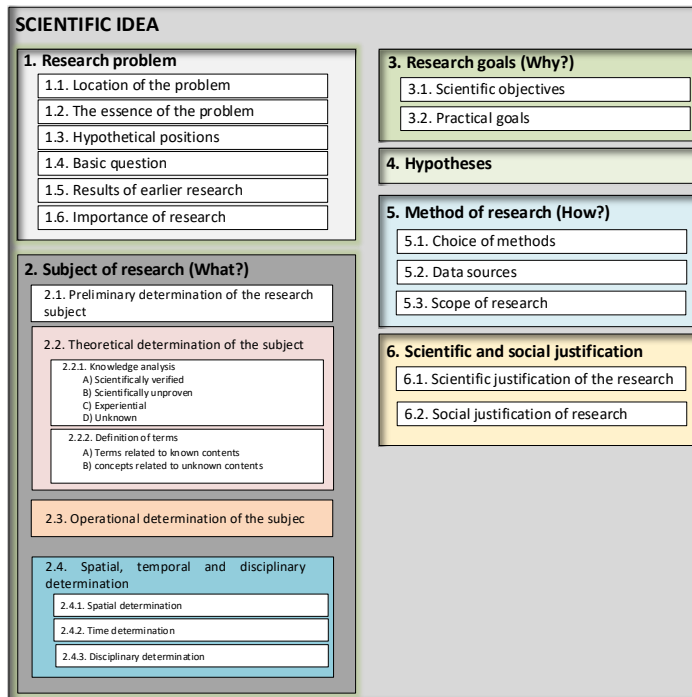 SCIENTIFIC IDEA
1. Research problem
1.1. Location of the problem
1.2. The essence of the problem
1.3. Hypothetical positions
1.4. Basic question
1.5. Results of earlier research
1.6. Importance of research
2. Subject of research (What?)
2.1. Preliminary determination of the research
subject
2.2. Theoretical determination of the subject
2.2.1. Knowledge analysis
A) Scientifically verified
B) Scientifically unproven
C) Experiential
D) Unknown
2.2.2. Definition of terms
A) Terms related to known contents
B) concepts related to unknown contents
2.3. Operational determination of the subjec
2.4. Spatial, temporal and disciplinary
determination
2.4.1. Spatial determination
2.4.2. Time determination
2.4.3. Disciplinary determination
3. Research goals (Why?)
3.1. Scientific objectives
3.2. Practical goals
4. Hypotheses
5. Method of research (How?)
5.1. Choice of methods
5.2. Data sources
5.3. Scope of research
6. Scientific and social justification
6.1. Scientific justification of the research
6.2. Social justification of research